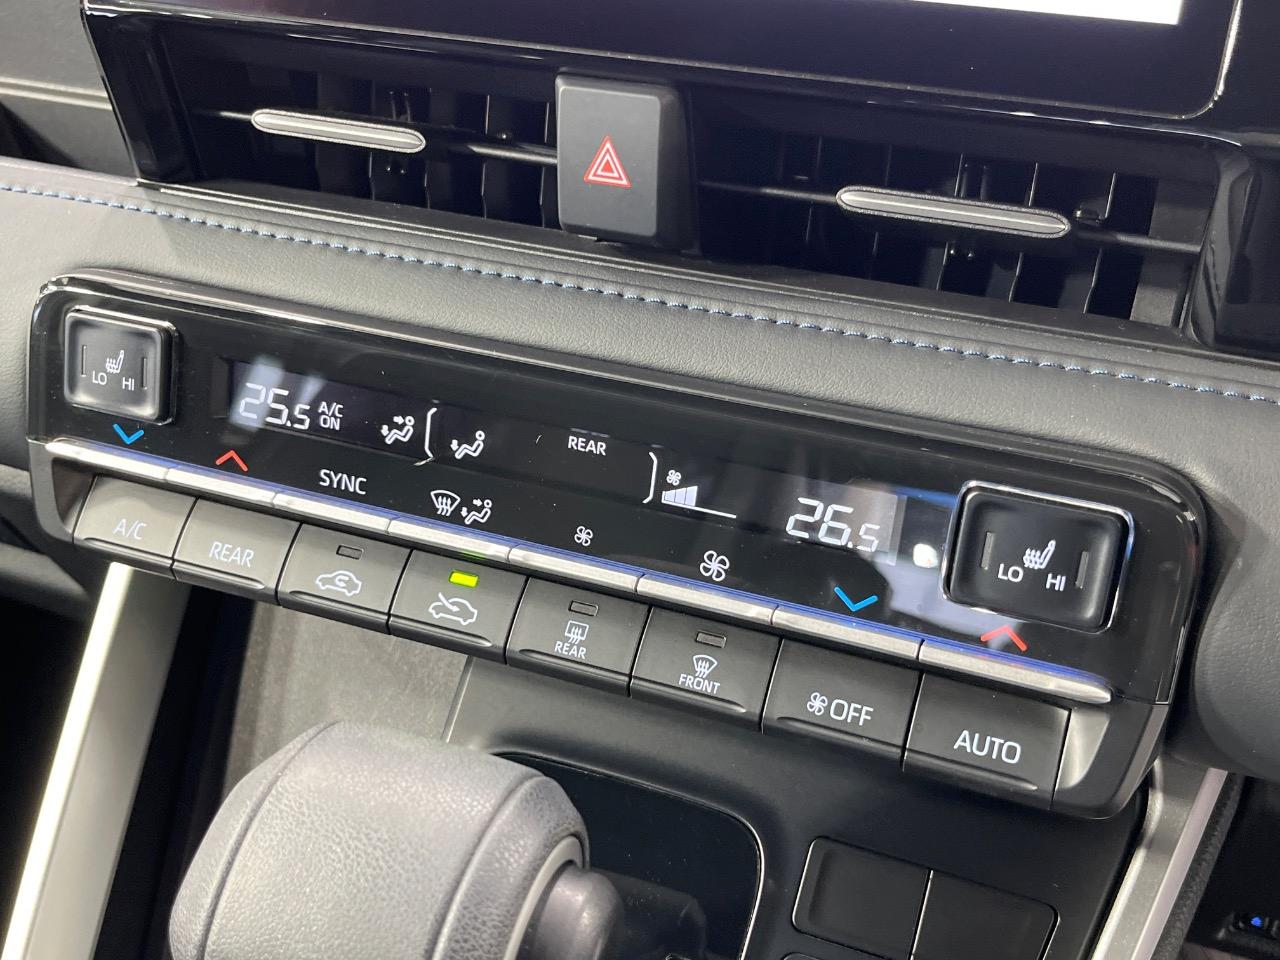 LO HI
25.5 A/C ON
REAR
26.5
LO HI
SYNC
A/C
REAR
REAR
FRONT
OFF
AUTO